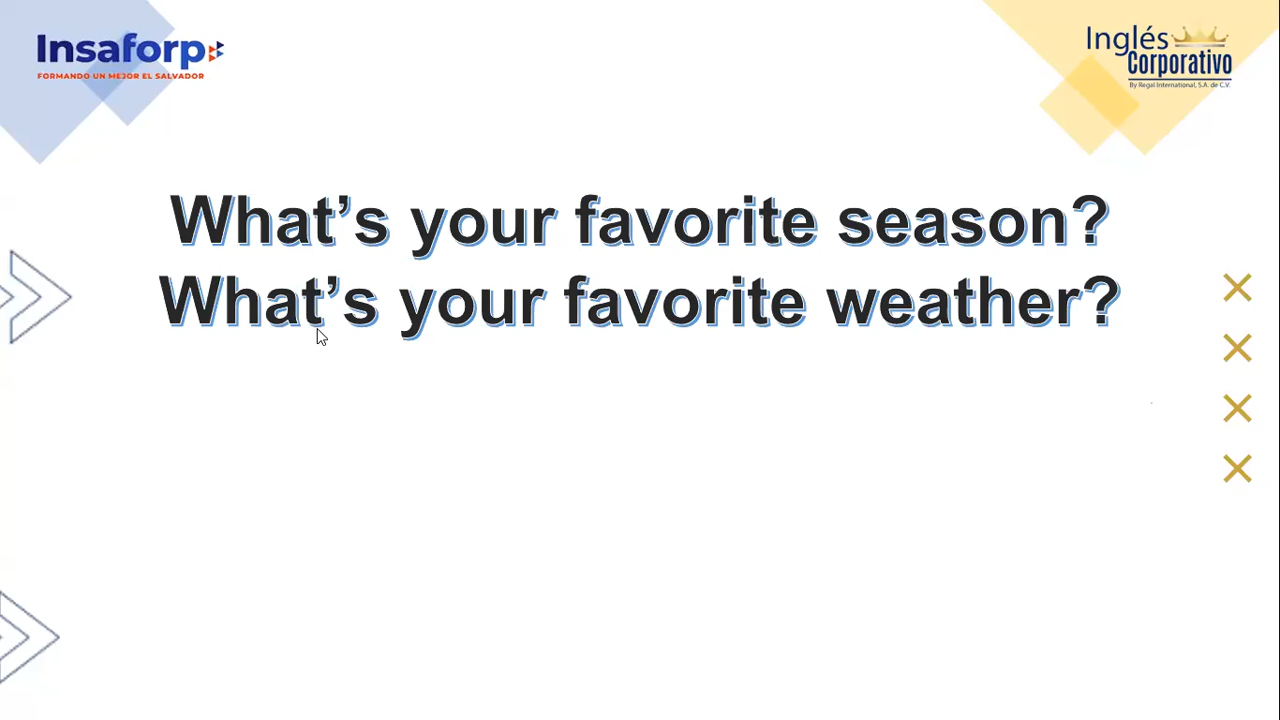 Insaforp
FORMANDO UN MEJOR EL SALVADOR
Inglés
Corporativo
By Regal International, S.A. de C.V.
What's your favorite season?
What's your favorite weather?